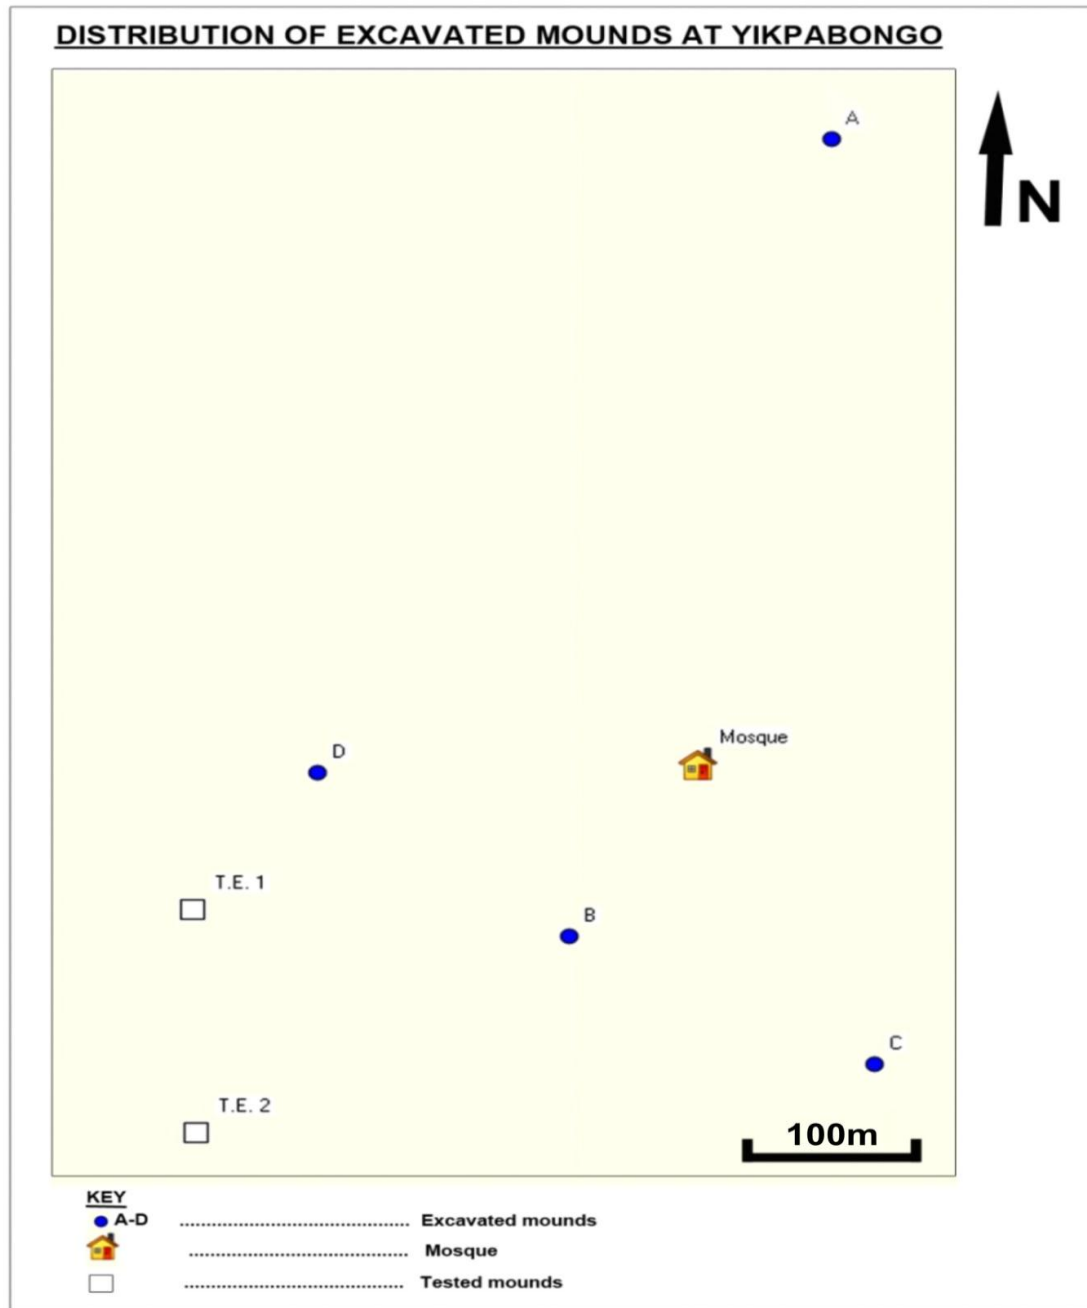 DISTRIBUTION OF EXCAVATED MOUNDS AT YIKPABONGO
A
N
Mosque
D
T.E. 1
B
C
T.E. 2
100m
KEY
A-D ............................................ Excavated mounds
.......................................... Mosque
.......................................... Tested mounds